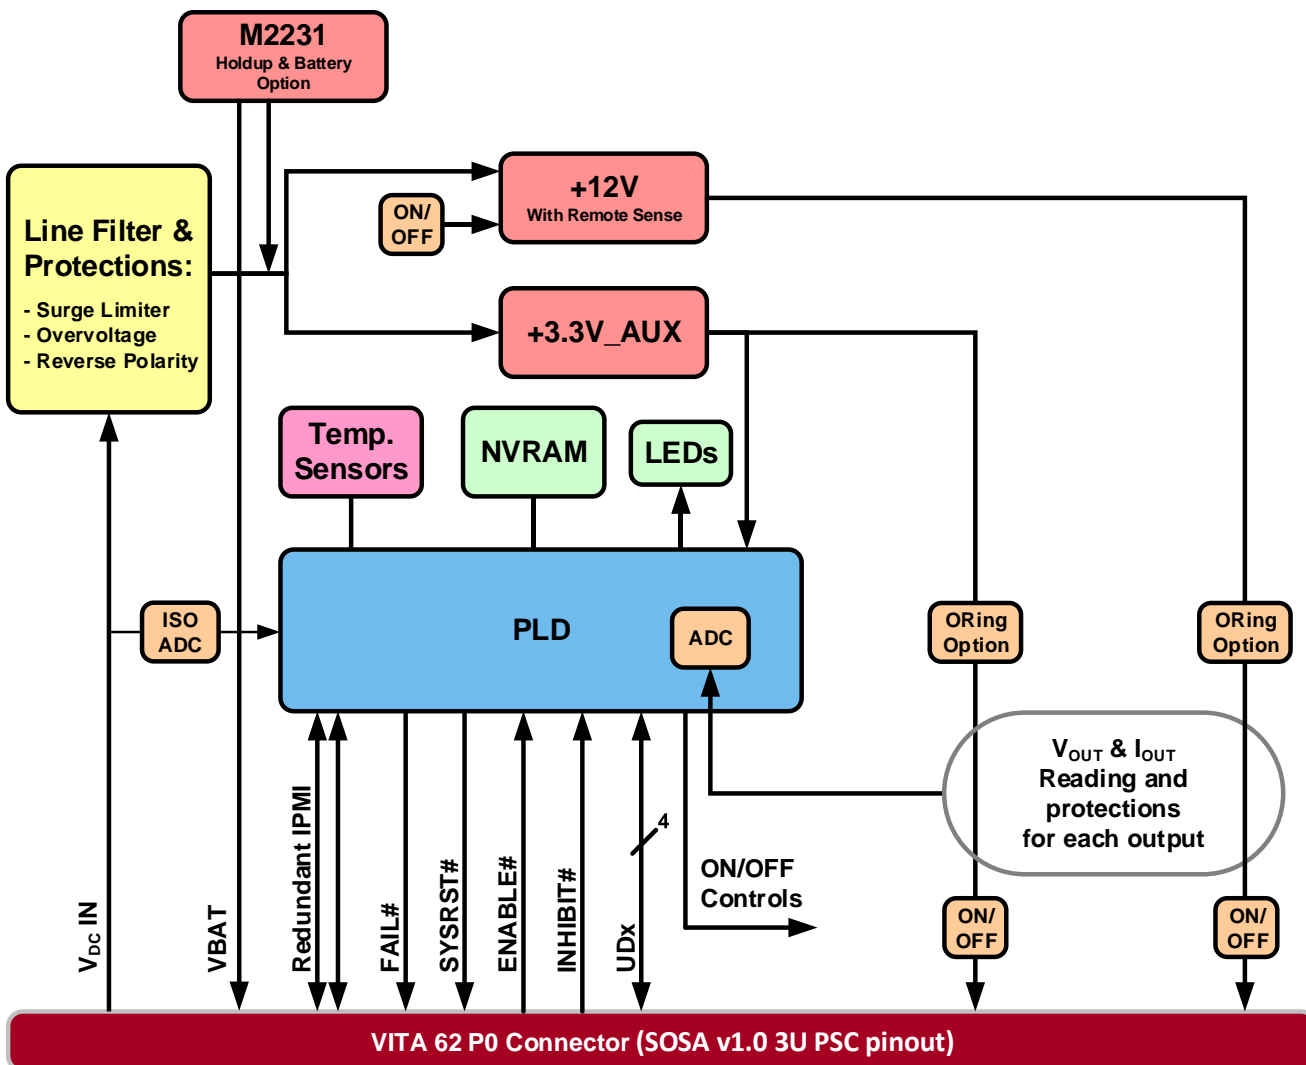 M2231
Holdup & Battery
Option
Line Filter &
Protections:
- Surge Limiter
- Overvoltage
- Reverse Polarity
ON/
OFF
+12V
With Remote Sense
+3.3V_AUX
Temp.
Sensors
NVRAM
LEDs
ISO
ADC
PLD
ADC
ORing
Option
ORing
Option
VOUT & IOUT
Reading and
protections
for each output
VDC IN
VBAT
Redundant IPMI
FAIL#
SYSRST#
ENABLE#
INHIBIT#
UDx
4
ON/OFF
Controls
ON/
OFF
ON/
OFF
VITA 62 P0 Connector (SOSA v1.0 3U PSC pinout)